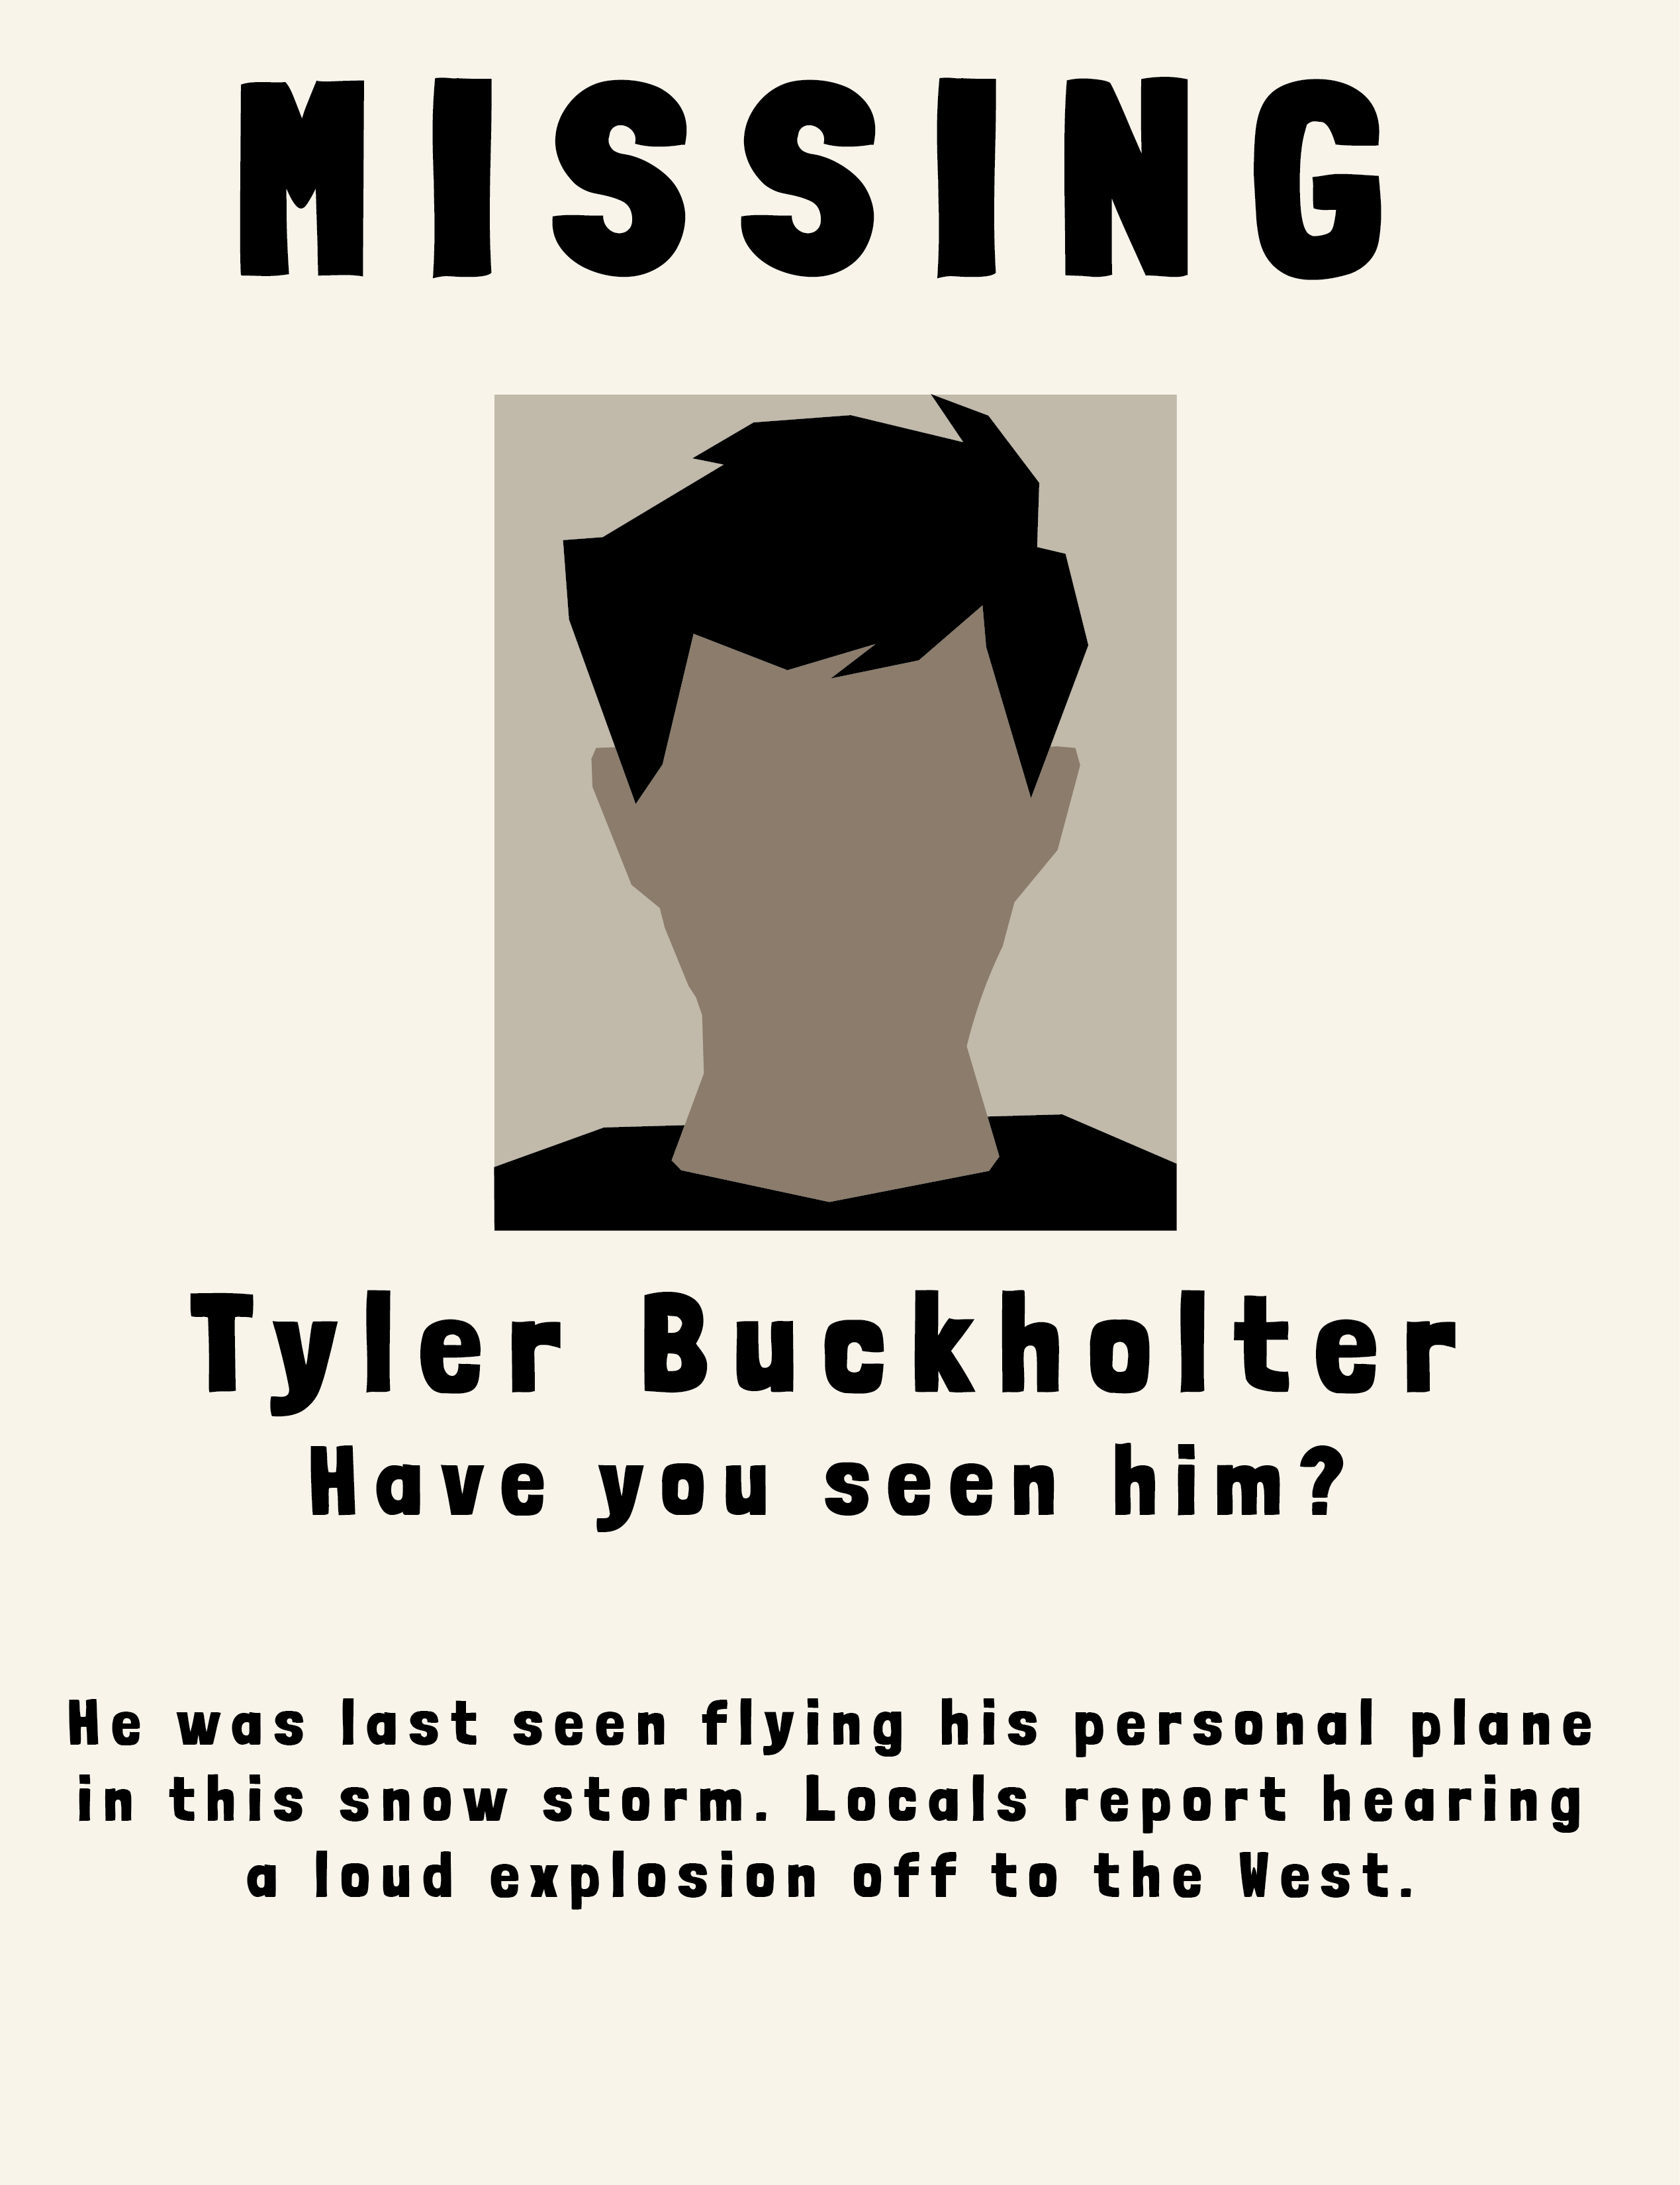 MISSING
Tyler Buckholter
Have you seen him?
He was last seen flying his personal plane
in this snow storm. Locals report hearing
a loud explosion off to the West.